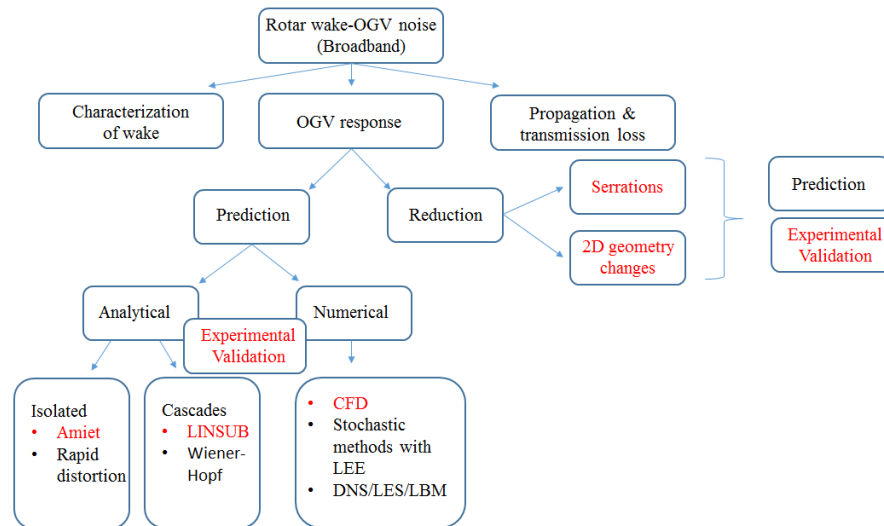 Rotar wake-OGV noise
(Broadband)
Characterization
of wake
OGV response
Propagation &
transmission loss
Prediction
Reduction
Serrations
2D geometry
changes
Prediction
Experimental
Validation
Analytical
Numerical
Experimental
Validation
Isolated
• Amiet
• Rapid
distortion
Cascades
• LINSUB
• Wiener-
Hopf
• CFD
• Stochastic
methods with
LEE
• DNS/LES/LBM